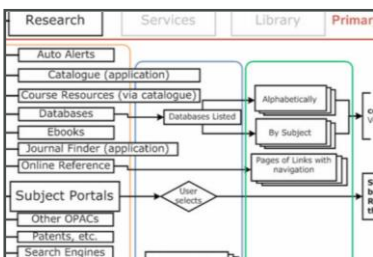 Research
Services
Library
Primar
Auto Alerts
Catalogue (application)
Course Resources (via catalogue)
Databases
Ebooks
Journal Finder (application)
Online Reference
Subject Portals
Other OPACs
Patents, etc.
Search Engines
Databases Listed
User
selects
Alphabetically
By Subject
Pages of Links with
navigation